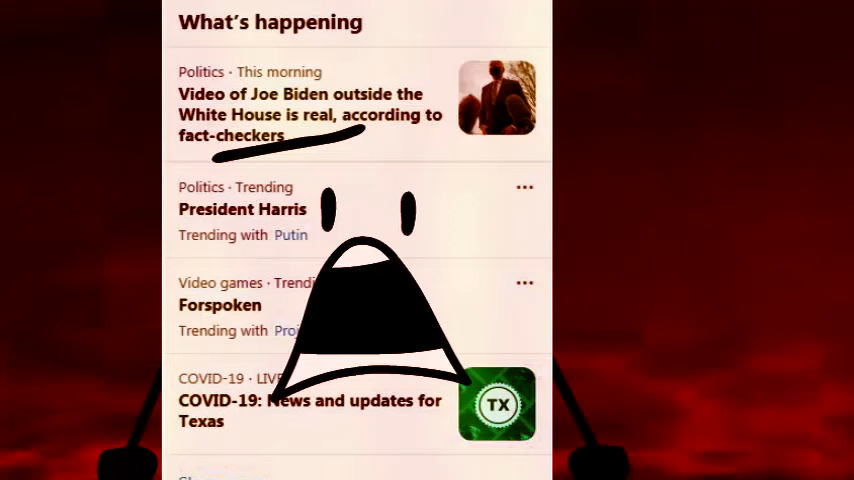 What's happening
Politics · This morning
Video of Joe Biden outside the
White House is real, according to
fact-checkers
Politics · Trending
President Harris
Trending with Putin
Video games · Trendi
Forspoken
Trending with Proj
COVID-19 · LIVE
COVID-19: News and updates for
Texas
TX